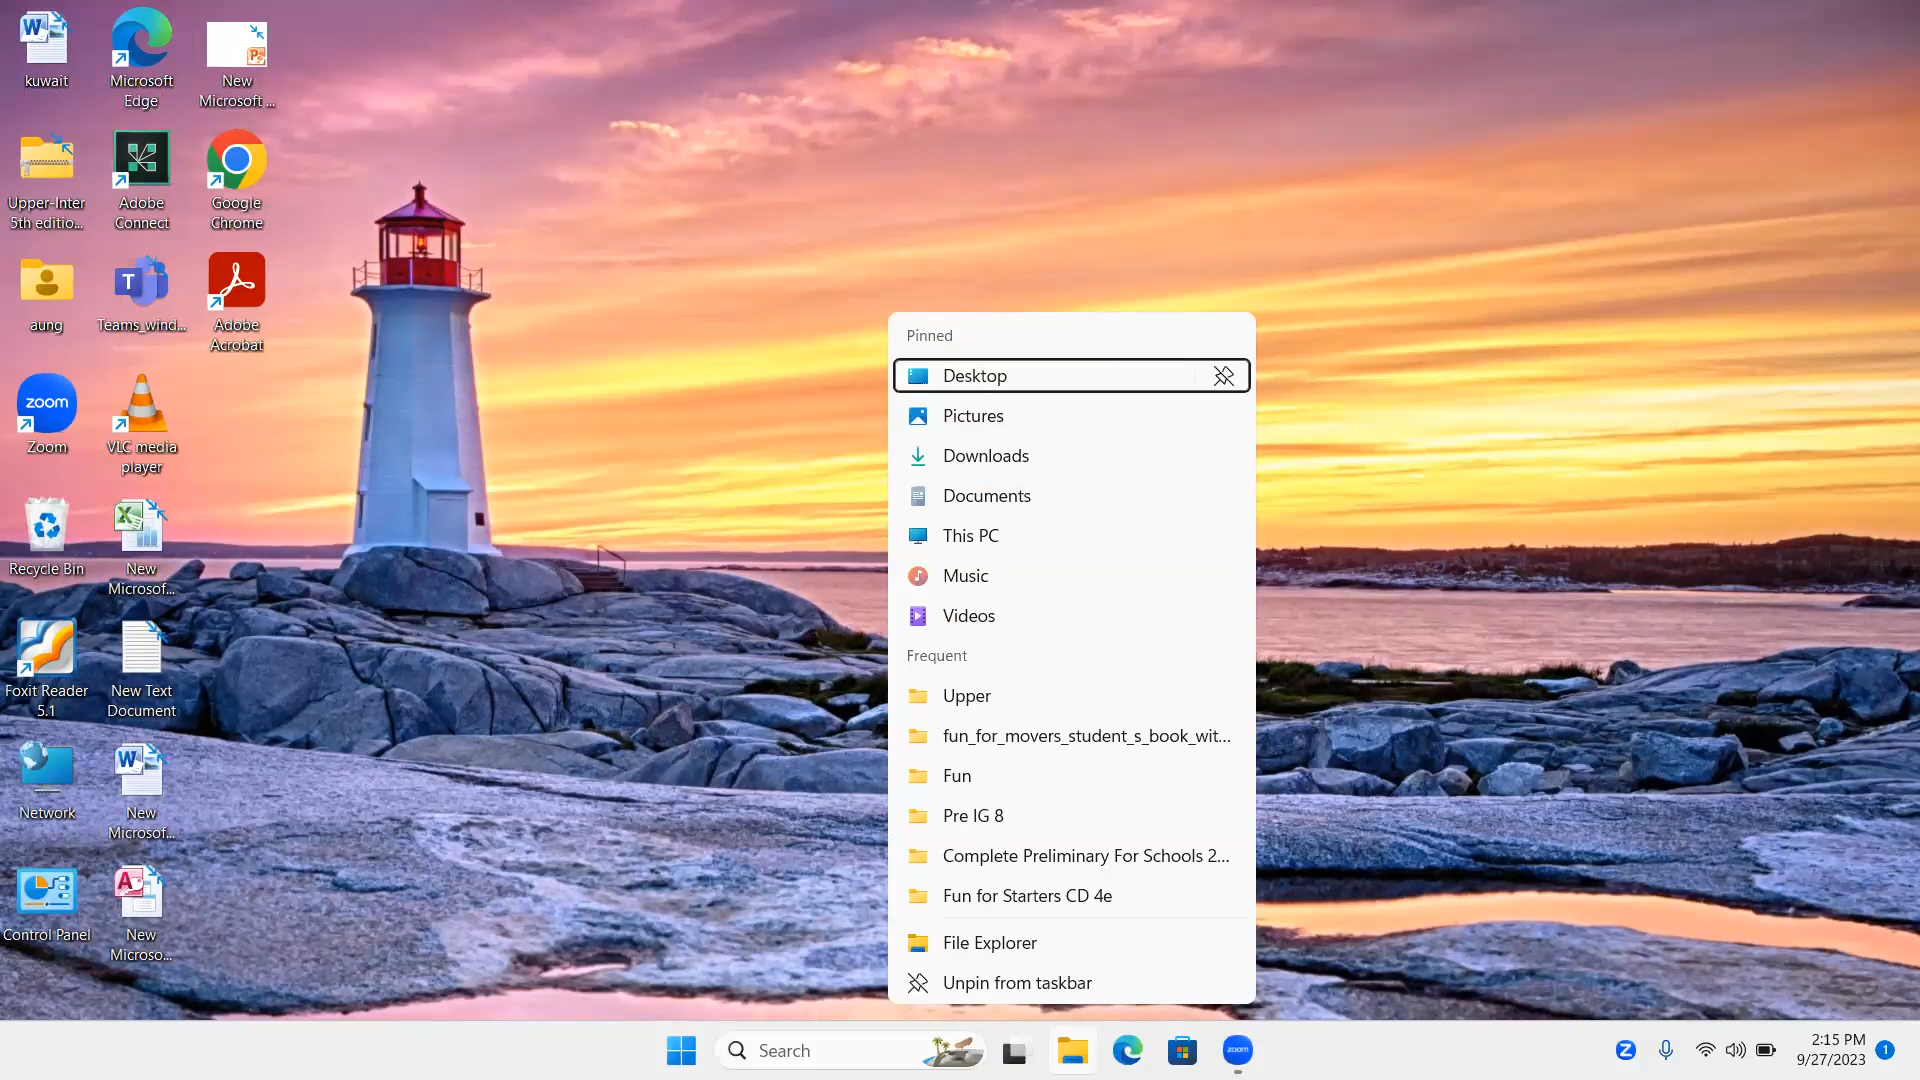 kuwait
Microsoft
Edge
New
Microsoft ...
Upper-Inter
5th editio...
Adobe
Connect
Google
Chrome
aung
Teams_wind...
Adobe
Acrobat
zoom
Zoom
VLC media
player
Recycle Bin
New
Microsof...
Foxit Reader
5.1
New Text
Document
Network
New
Microsof...
Control Panel
New
Microso...
Pinned
Desktop
Pictures
Downloads
Documents
This PC
Music
Videos
Frequent
Upper
fun_for_movers_student_s_book_wit...
Fun
Pre IG 8
Complete Preliminary For Schools 2...
Fun for Starters CD 4e
File Explorer
Unpin from taskbar
Search
zoom
2:15 PM
9/27/2023
1